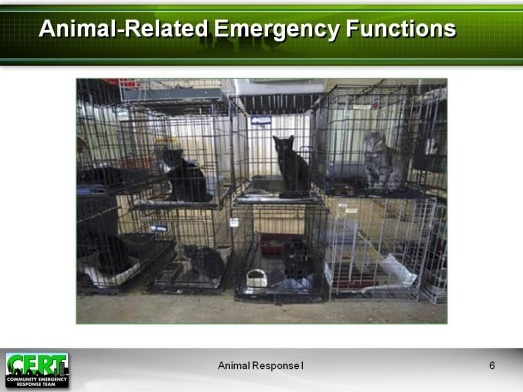 Animal-Related Emergency Functions
CERT
COMMUNITY EMERGENCY
RESPONSE TEAM
Animal Response I
6